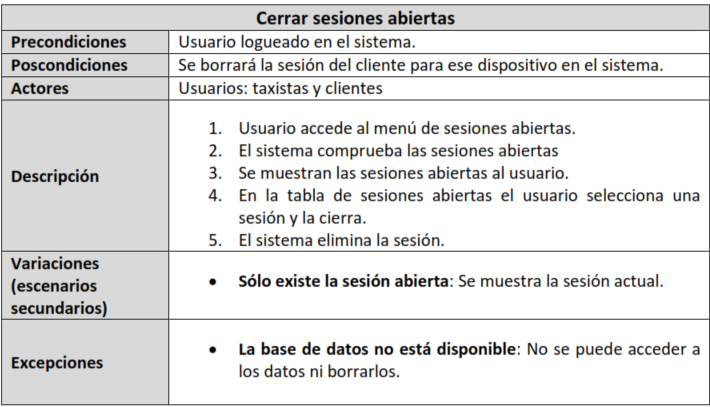 Cerrar sesiones abiertas
Precondiciones
Usuario logueado en el sistema.
Poscondiciones
Se borrará la sesión del cliente para ese dispositivo en el sistema.
Actores
Usuarios: taxistas y clientes
Descripción
1. Usuario accede al menú de sesiones abiertas.
2. El sistema comprueba las sesiones abiertas
3. Se muestran las sesiones abiertas al usuario.
4. En la tabla de sesiones abiertas el usuario selecciona una
sesión y la cierra.
5. El sistema elimina la sesión.
Variaciones
(escenarios
secundarios)
• Sólo existe la sesión abierta: Se muestra la sesión actual.
Excepciones
• La base de datos no está disponible: No se puede acceder a
los datos ni borrarlos.